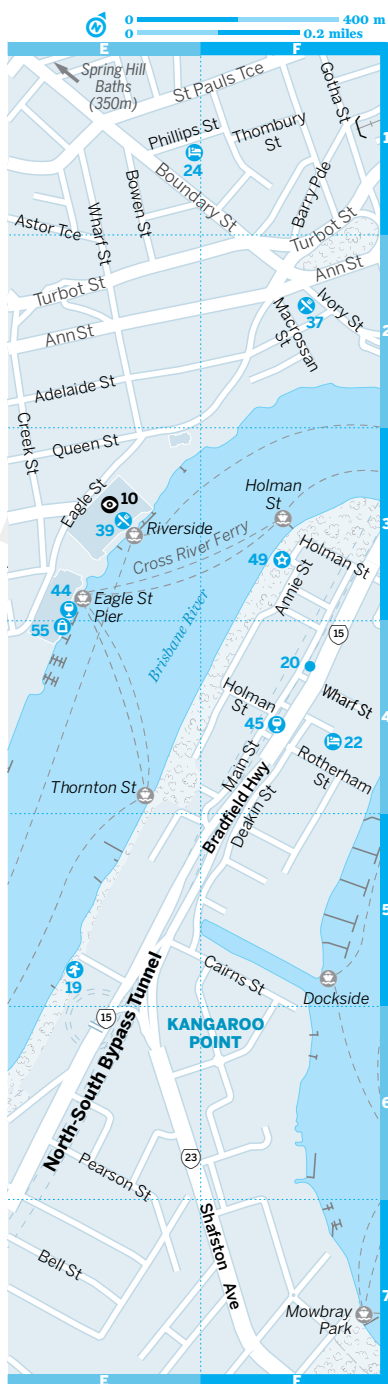 N
0 400 m
0 0.2 miles
E F
Spring Hill
Baths
(350m)
St Pauls Tce
Gotha St
1
Phillips St
Thornbury
St
24
Boundary St
Bowen St
Barry Pde
Wharf St
Astor Tce
Turbot St
Turbot St
Ann St
Ivory St
37
Macrossan
St
2
Ann St
Adelaide St
Creek St
Queen St
Eagle St
10
39
Riverside
Holman
St
3
Cross River Ferry
49
Holman St
Annie St
44
Eagle St
Pier
55
15
Brisbane River
20
Wharf St
Holman
St
4
45
22
Main St
Rotherham
St
Thornton St
Bradfield Hwy
Deakin St
5
19
Cairns St
Dockside
15
KANGAROO
POINT
North-South Bypass Tunnel
6
23
Pearson St
Shafston Ave
Bell St
7
Mowbray
Park
E F